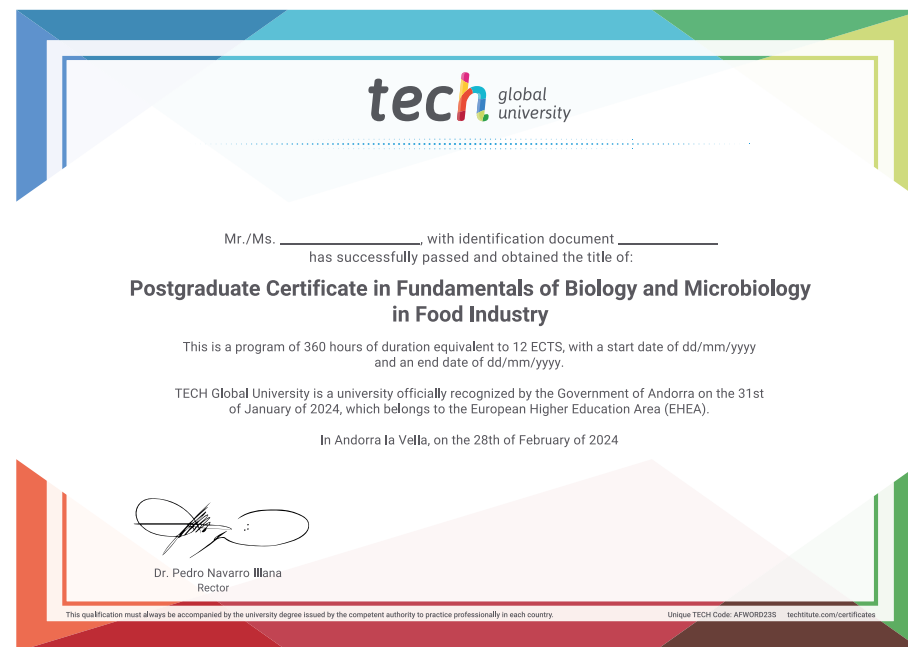 tech global university
Mr./Ms. ____________________, with identification document ______________
has successfully passed and obtained the title of:
Postgraduate Certificate in Fundamentals of Biology and Microbiology
in Food Industry
This is a program of 360 hours of duration equivalent to 12 ECTS, with a start date of dd/mm/yyyy
and an end date of dd/mm/yyyy.
TECH Global University is a university officially recognized by the Government of Andorra on the 31st
of January of 2024, which belongs to the European Higher Education Area (EHEA).
In Andorra la Vella, on the 28th of February of 2024
Dr. Pedro Navarro Illana
Rector
This qualification must always be accompanied by the university degree issued by the competent authority to practice professionally in each country.
Unique TECH Code: AFWORD23S techtitute.com/certificates